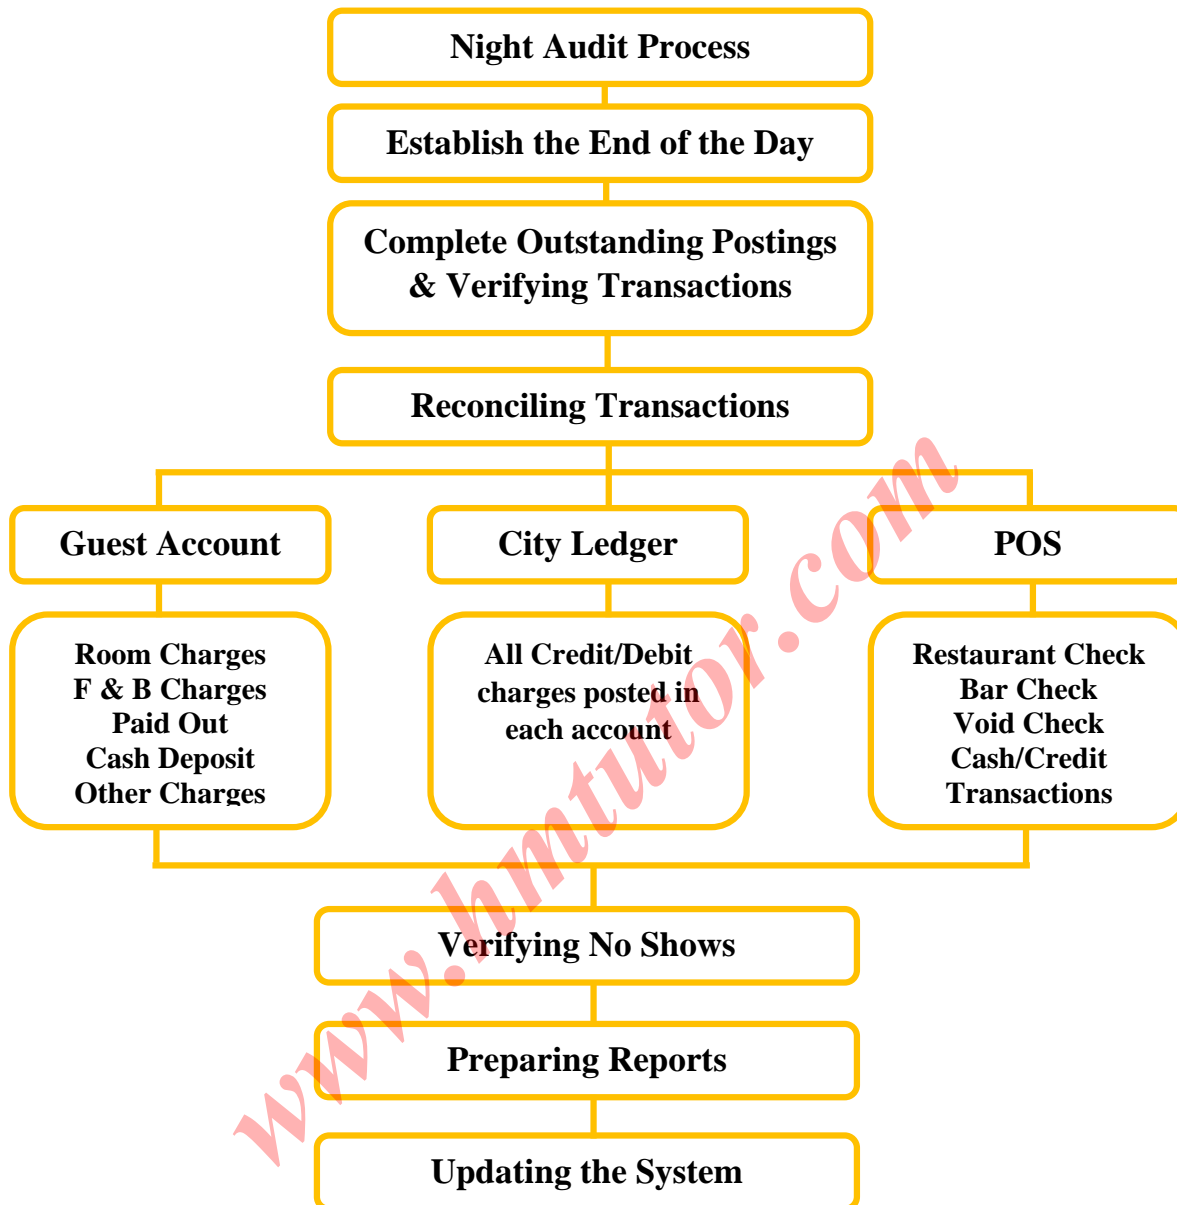 Night Audit Process
Establish the End of the Day
Complete Outstanding Postings
& Verifying Transactions
Reconciling Transactions
Guest Account
City Ledger
POS
Room Charges
F & B Charges
Paid Out
Cash Deposit
Other Charges
All Credit/Debit
charges posted in
each account
Restaurant Check
Bar Check
Void Check
Cash/Credit
Transactions
Verifying No Shows
Preparing Reports
Updating the System
www.hmtutor.com